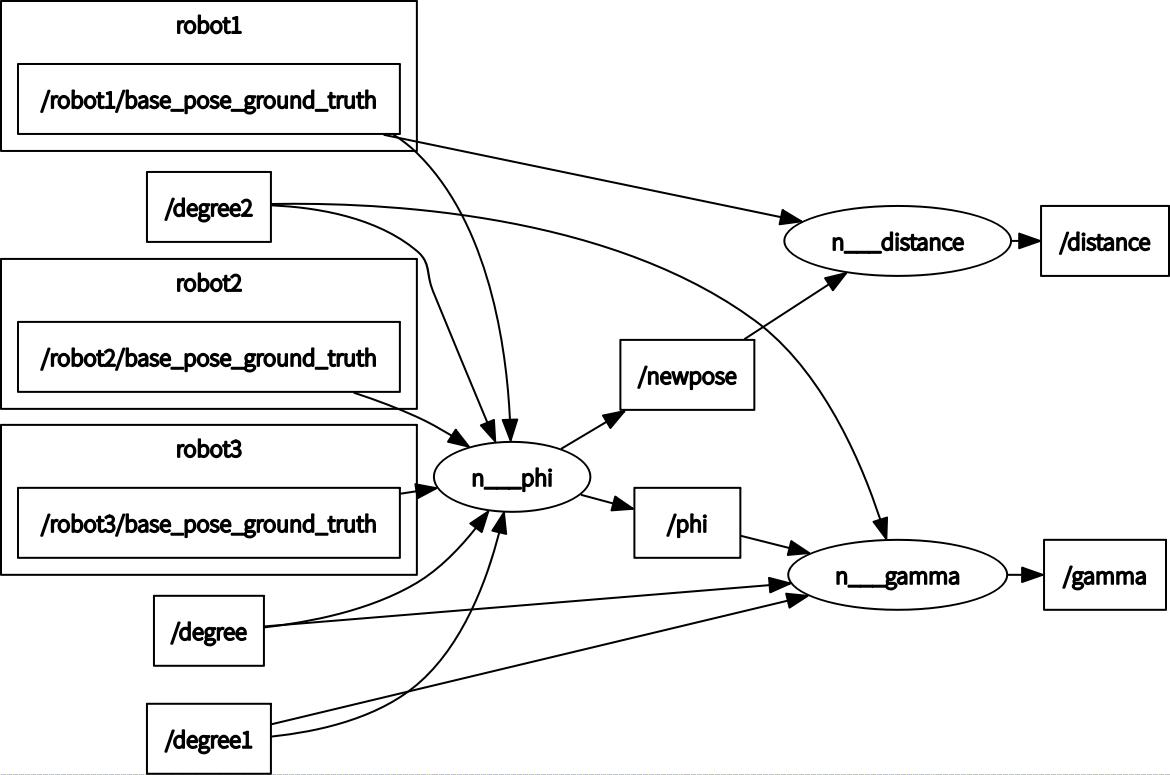 robot1
/robot1/base_pose_ground_truth
/degree2
n___distance
/distance
robot2
/robot2/base_pose_ground_truth
/newpose
robot3
n___phi
/robot3/base_pose_ground_truth
/phi
n___gamma
/gamma
/degree
/degree1